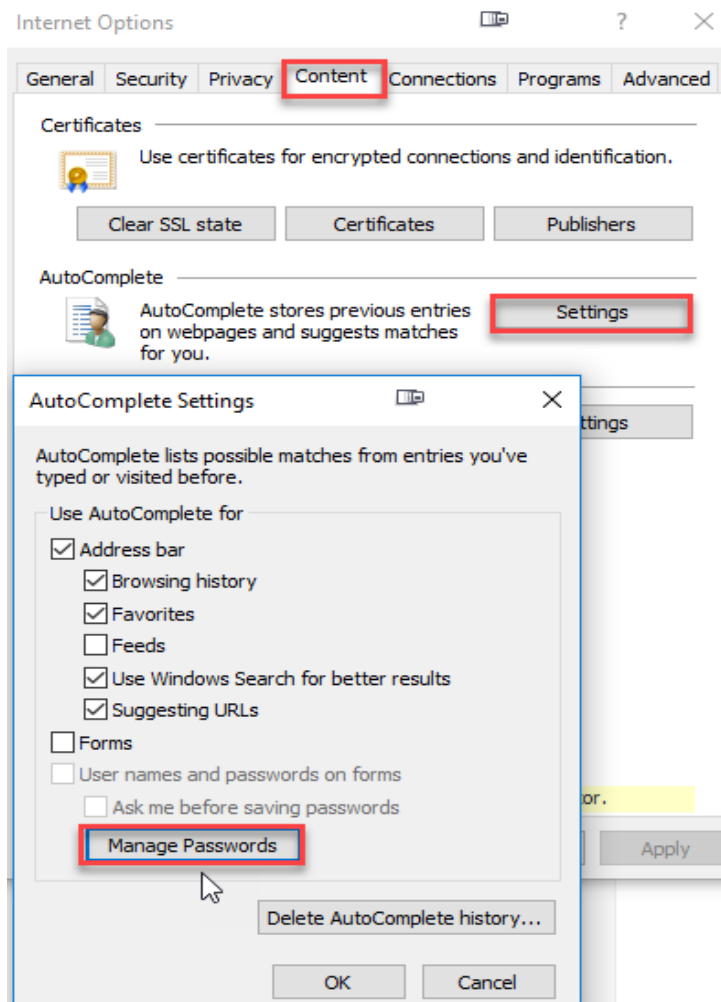 Internet Options ?
General Security Privacy Content Connections Programs Advanced
Certificates
Use certificates for encrypted connections and identification.
Clear SSL state Certificates Publishers
AutoComplete
AutoComplete stores previous entries
on webpages and suggests matches
for you.
Settings
AutoComplete Settings
ttings
AutoComplete lists possible matches from entries you've
typed or visited before.
Use AutoComplete for
Address bar
Browsing history
Favorites
Feeds
Use Windows Search for better results
Suggesting URLs
Forms
User names and passwords on forms
Ask me before saving passwords
tor.
Manage Passwords
Apply
Delete AutoComplete history...
OK Cancel